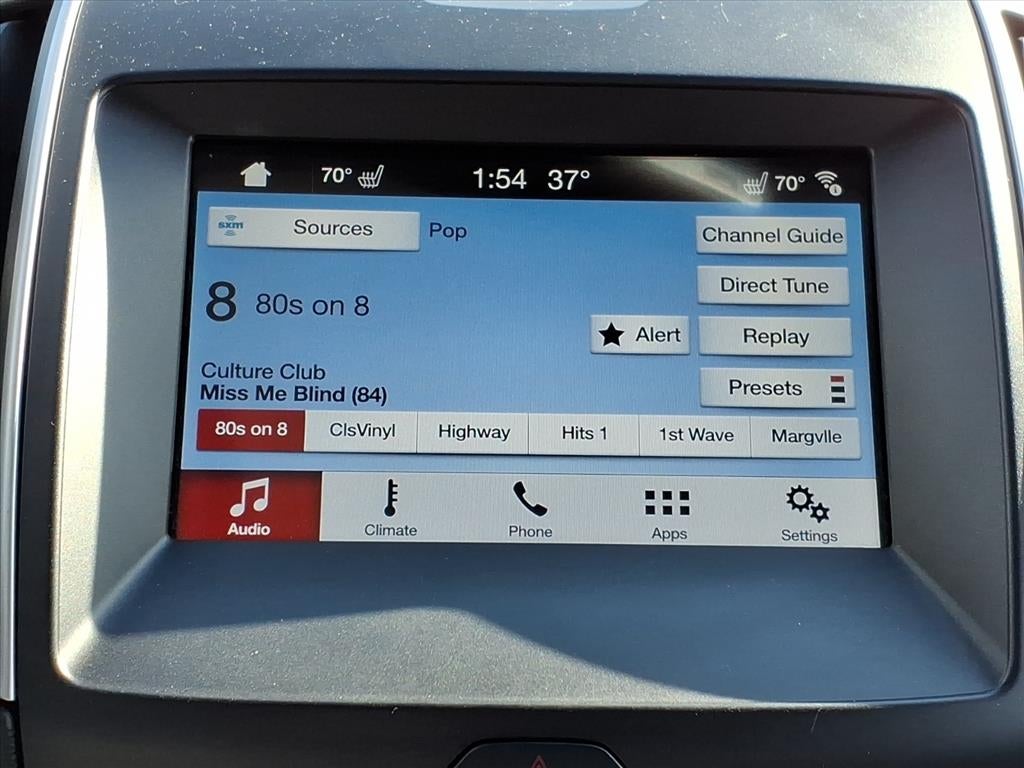 70° 1:54 37° 70°
sxm Sources Pop Channel Guide
Direct Tune
8 80s on 8
Alert Replay
Culture Club
Miss Me Blind (84)
Presets
80s on 8 ClsVinyl Highway Hits 1 1st Wave Margvlle
Audio Climate Phone Apps Settings